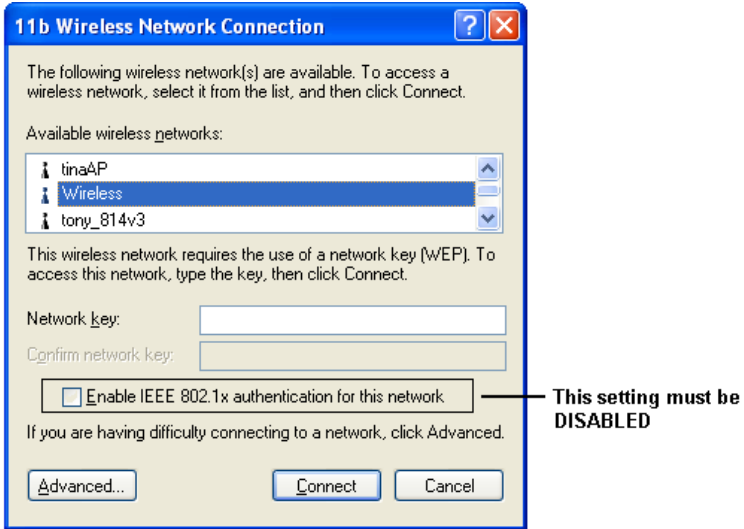 11b Wireless Network Connection
The following wireless network(s) are available. To access a
wireless network, select it from the list, and then click Connect.
Available wireless networks:
tinaAP
Wireless
tony_814v3
This wireless network requires the use of a network key (WEP). To
access this network, type the key, then click Connect.
Network key:
Confirm network key:
Enable IEEE 802.1x authentication for this network
This setting must be
DISABLED
If you are having difficulty connecting to a network, click Advanced.
Advanced...
Connect
Cancel